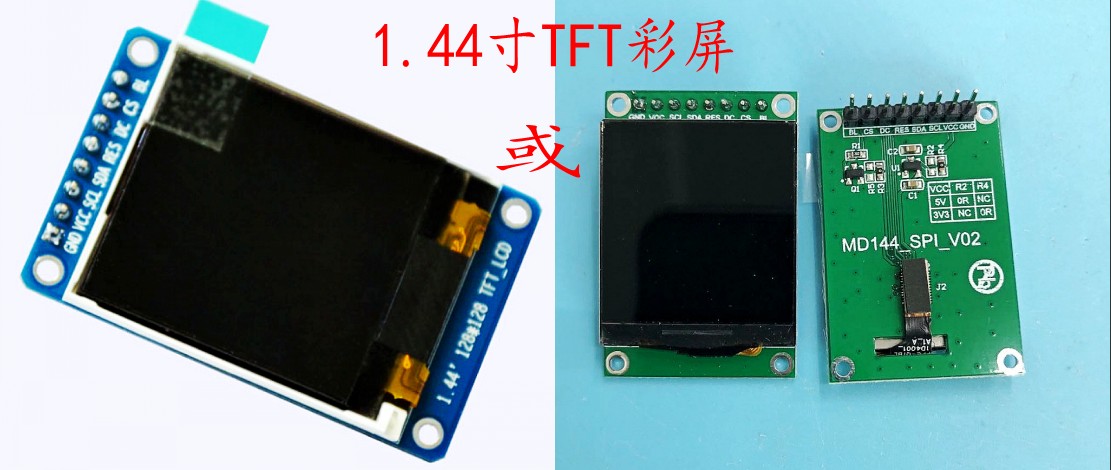 1.44寸TFT彩屏
或
BL
CS
DC
RES
SDA
SCL
VCC
GND
1.44' 128*128 TFT_LCD
GND VCC SCL SDA RES DC CS BL
BL CS DC RES SDA SCL VCC GND
R1
C2
R2
R4
Q1
R5
R3
U1
C1
VCC R2 R4
5V 0R NC
3V3 NC 0R
MD144_SPI_V02
J2